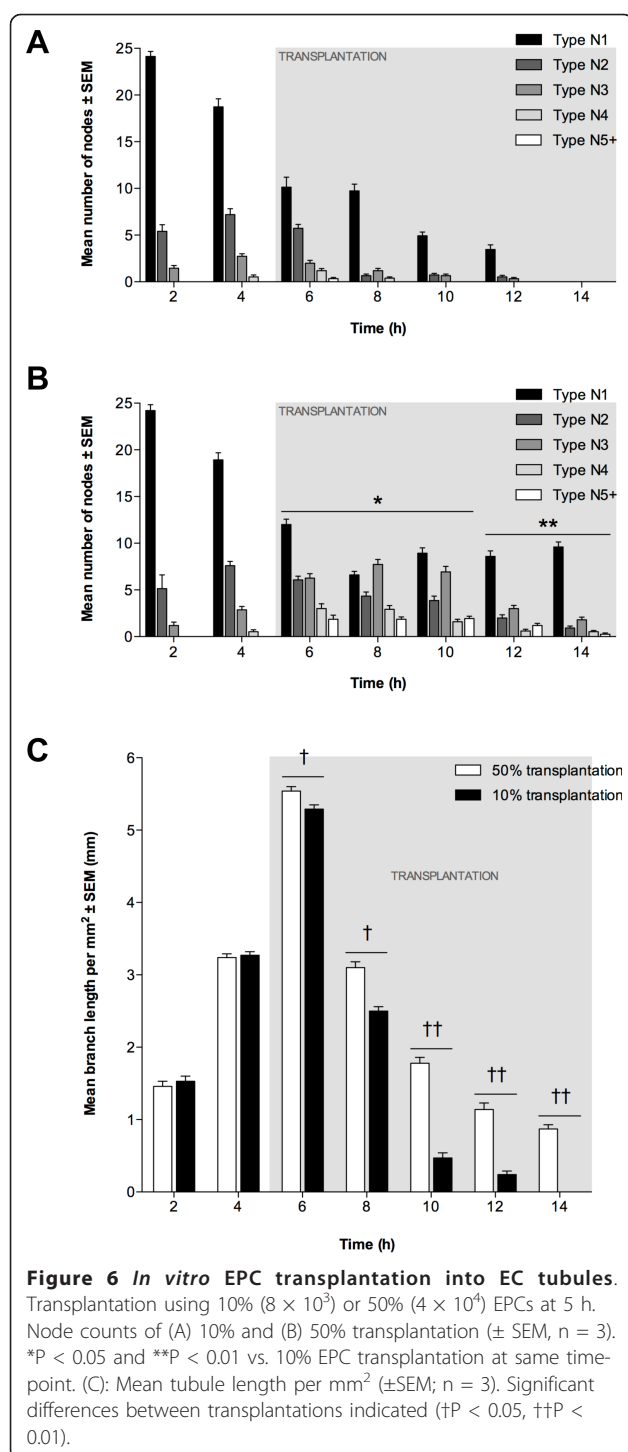 A
Mean number of nodes ± SEM
25
20
15
10
5
0
TRANSPLANTATION
Type N1
Type N2
Type N3
Type N4
Type N5+
2 4 6 8 10 12 14
Time (h)
B
Mean number of nodes ± SEM
25
20
15
10
5
0
TRANSPLANTATION
Type N1
Type N2
Type N3
Type N4
Type N5+
*
**
2 4 6 8 10 12 14
Time (h)
C
Mean branch length per mm² ± SEM (mm)
6
5
4
3
2
1
0
50% transplantation
10% transplantation
TRANSPLANTATION
†
†
††
††
††
2 4 6 8 10 12 14
Time (h)
Figure 6 In vitro EPC transplantation into EC tubules.
Transplantation using 10% (8 × 10³) or 50% (4 × 10⁴) EPCs at 5 h.
Node counts of (A) 10% and (B) 50% transplantation (± SEM, n = 3).
*P < 0.05 and **P < 0.01 vs. 10% EPC transplantation at same time-
point. (C): Mean tubule length per mm² (±SEM; n = 3). Significant
differences between transplantations indicated (†P < 0.05, ††P <
0.01).